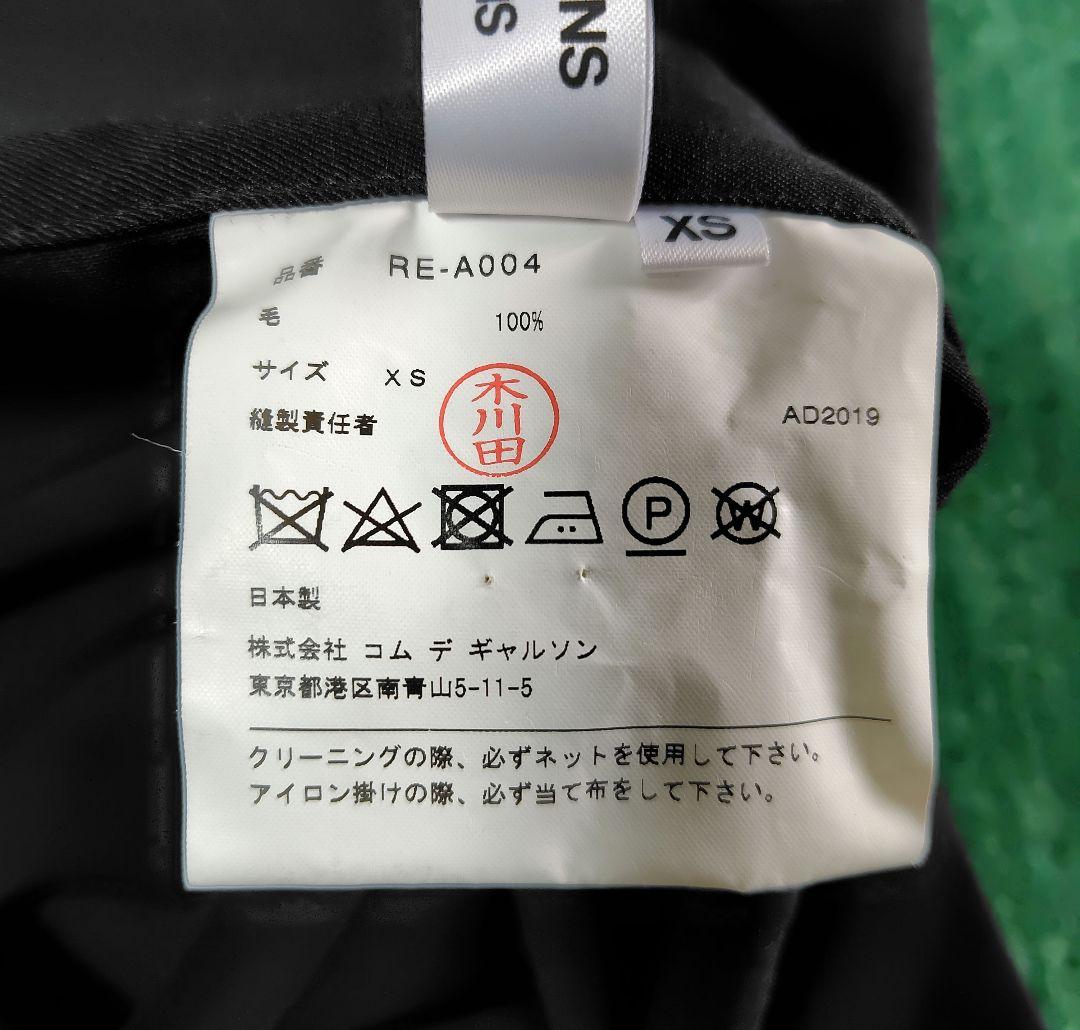 NS
NS
XS
品番 RE-A004
毛 100%
サイズ XS
縫製責任者 木川田 AD2019
P W
日本製
株式会社 コム デ ギャルソン
東京都港区南青山5-11-5
クリーニングの際、必ずネットを使用して下さい。
アイロン掛けの際、必ず当て布をして下さい。